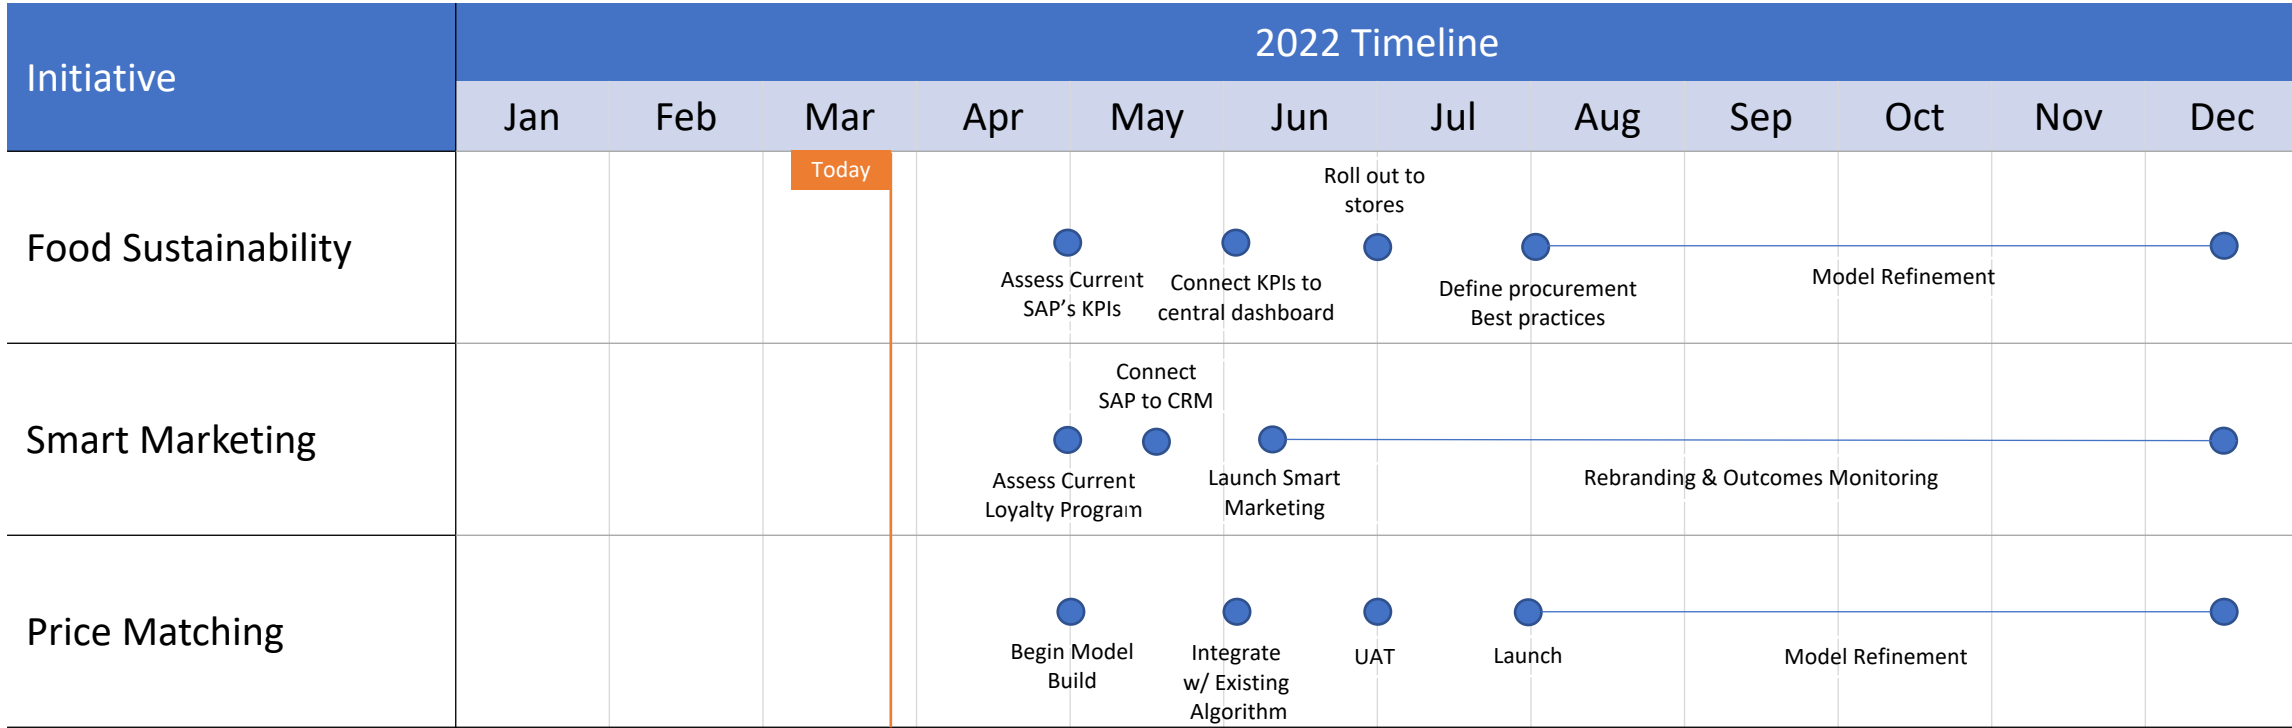 Initiative
2022 Timeline
Jan Feb Mar Apr May Jun Jul Aug Sep Oct Nov Dec
Today
Food Sustainability
Assess Current
SAP’s KPIs
Connect KPIs to
central dashboard
Roll out to
stores
Define procurement
Best practices
Model Refinement
Smart Marketing
Assess Current
Loyalty Program
Connect
SAP to CRM
Launch Smart
Marketing
Rebranding & Outcomes Monitoring
Price Matching
Begin Model
Build
Integrate
w/ Existing
Algorithm
UAT
Launch
Model Refinement